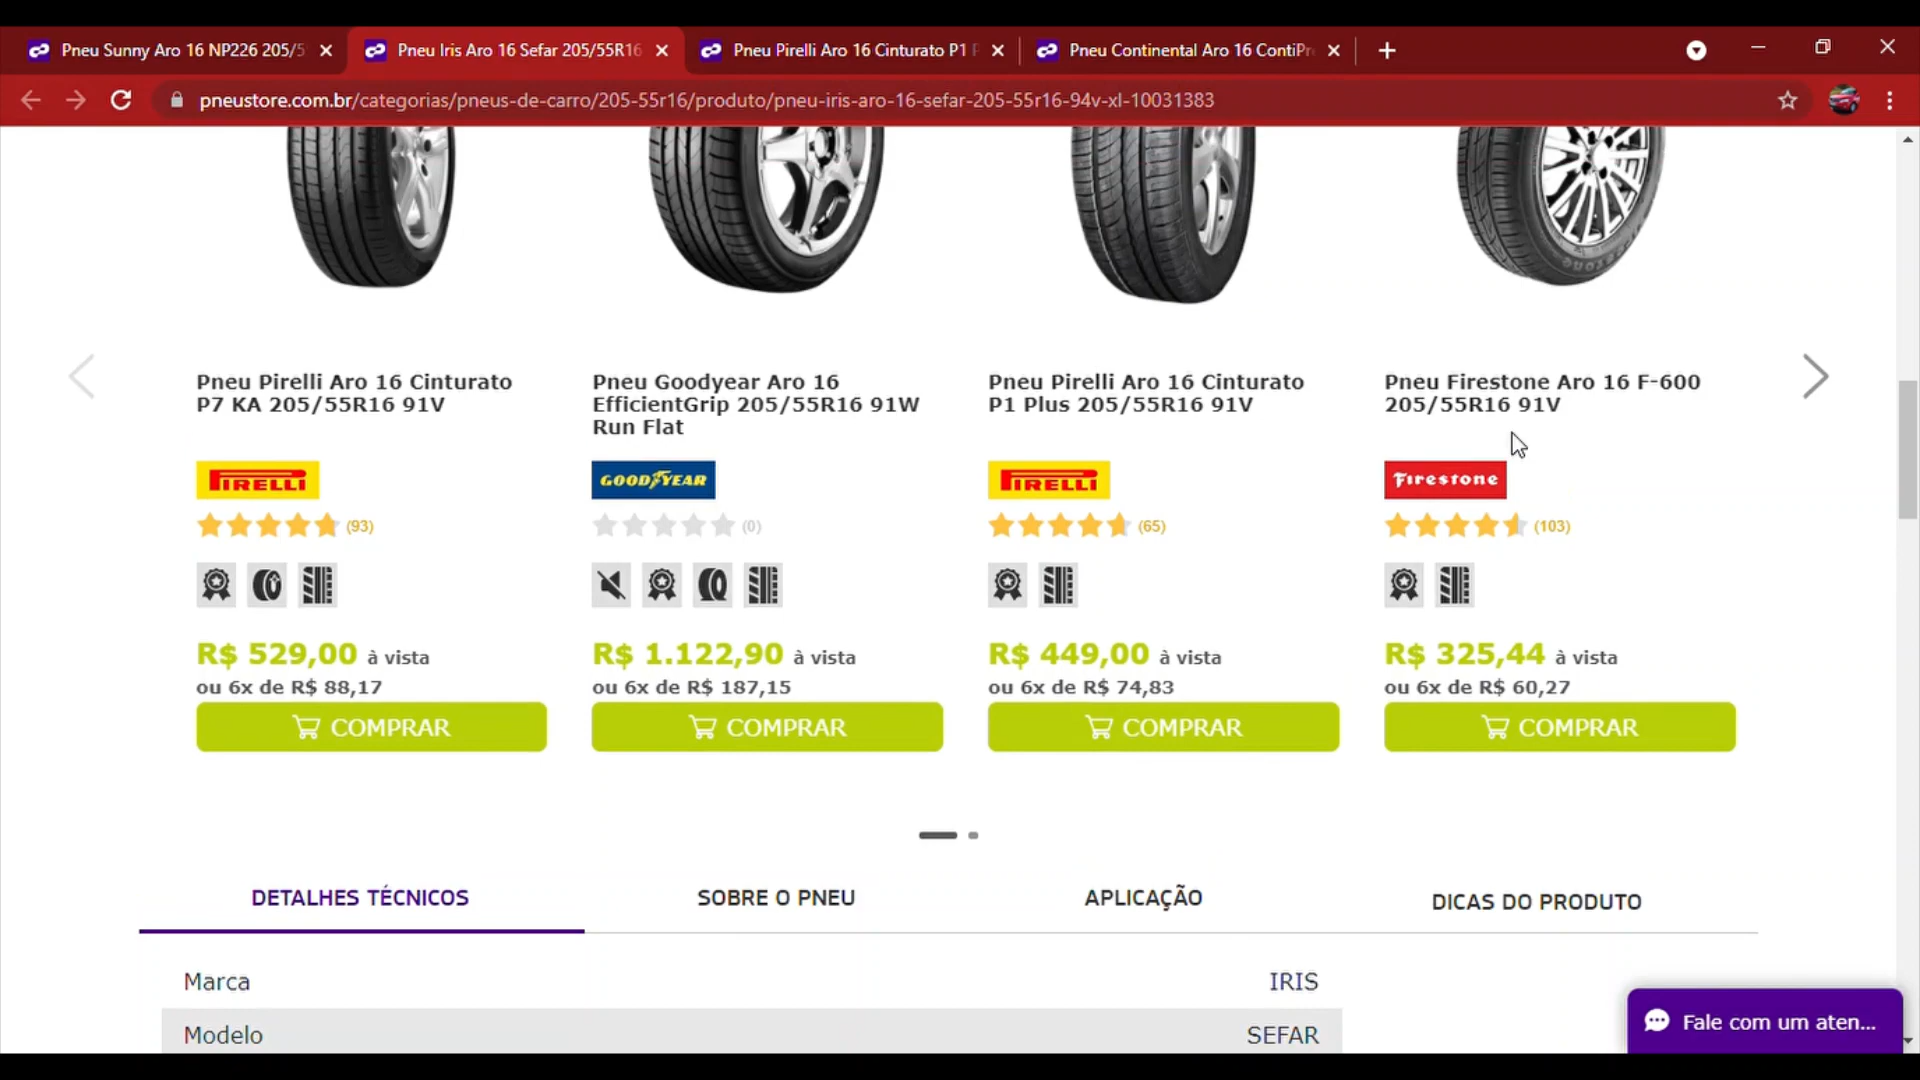 Pneu Sunny Aro 16 NP226 205/5
Pneu Iris Aro 16 Sefar 205/55R16
Pneu Pirelli Aro 16 Cinturato P1 P
Pneu Continental Aro 16 ContiPr
pneustore.com.br/categorias/pneus-de-carro/205-55r16/produto/pneu-iris-aro-16-sefar-205-55r16-94v-xl-10031383
Firestone
Pneu Pirelli Aro 16 Cinturato
P7 KA 205/55R16 91V
PIRELLI
(93)
R$ 529,00 à vista
ou 6x de R$ 88,17
COMPRAR
Pneu Goodyear Aro 16
EfficientGrip 205/55R16 91W
Run Flat
GOODYEAR
(0)
R$ 1.122,90 à vista
ou 6x de R$ 187,15
COMPRAR
Pneu Pirelli Aro 16 Cinturato
P1 Plus 205/55R16 91V
PIRELLI
(65)
R$ 449,00 à vista
ou 6x de R$ 74,83
COMPRAR
Pneu Firestone Aro 16 F-600
205/55R16 91V
Firestone
(103)
R$ 325,44 à vista
ou 6x de R$ 60,27
COMPRAR
DETALHES TÉCNICOS
SOBRE O PNEU
APLICAÇÃO
DICAS DO PRODUTO
Marca IRIS
Modelo SEFAR
Fale com um aten...